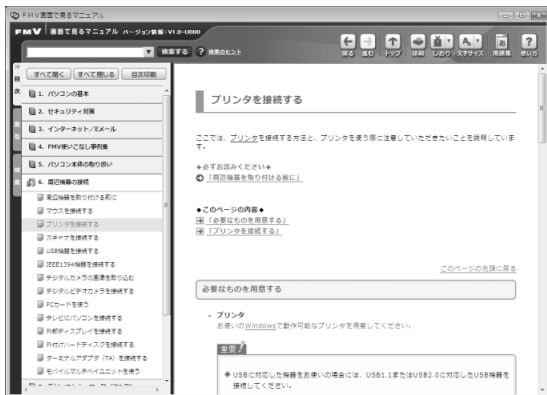 FMV画面で見るマニュアル
FMV 画面で見るマニュアル バージョン情報:V1.0-U000
検索する ? 検索のヒント
戻る 進む トップ 印刷 しおり 文字サイズ 用語集 使い方
目次
すべて開く すべて閉じる 目次印刷
1. パソコンの基本
2. セキュリティ対策
3. インターネット/Eメール
4. FMV使いこなし事例集
5. パソコン本体の取り扱い
6. 周辺機器の接続
周辺機器を取り付ける前に
マウスを接続する
プリンタを接続する
スキャナを接続する
USB機器を接続する
IEEE1394機器を接続する
デジタルカメラの画像を取り込む
デジタルビデオカメラを接続する
PCカードを使う
テレビにパソコンを接続する
外部ディスプレイを接続する
外付けハードディスクを接続する
ターミナルアダプタ(TA)を接続する
モバイルマルチベイユニットを使う
プリンタを接続する
ここでは、プリンタを接続する方法と、プリンタを使う際に注意していただきたいことを説明していま
す。
◆必ずお読みください◆
「周辺機器を取り付ける前に」
◆このページの内容◆
「必要なものを用意する」
「プリンタを接続する」
このページの先頭に戻る
必要なものを用意する
・プリンタ
お使いのWindowsで動作可能なプリンタを用意してください。
重要!
◆ USBに対応した機器をお使いの場合には、USB1.1またはUSB2.0に対応したUSB機器を
接続してください。